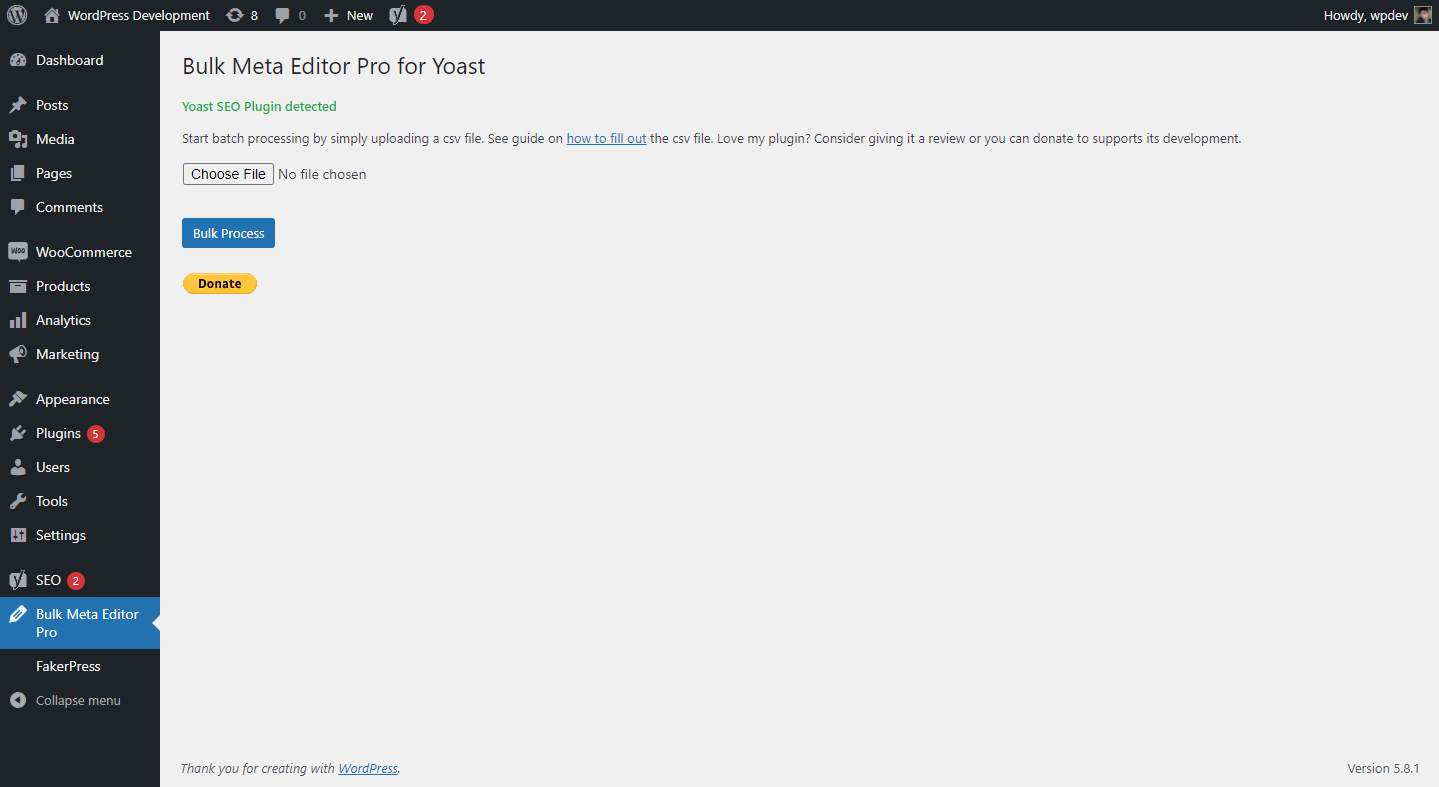 WordPress Development 8 0 New 2 Howdy, wpdev
Dashboard
Posts
Media
Pages
Comments
WOO WooCommerce
Products
Analytics
Marketing
Appearance
Plugins 5
Users
Tools
Settings
SEO 2
Bulk Meta Editor
Pro
FakerPress
Collapse menu
Bulk Meta Editor Pro for Yoast
Yoast SEO Plugin detected
Start batch processing by simply uploading a csv file. See guide on how to fill out the csv file. Love my plugin? Consider giving it a review or you can donate to supports its development.
Choose File No file chosen
Bulk Process
Donate
Thank you for creating with WordPress. Version 5.8.1